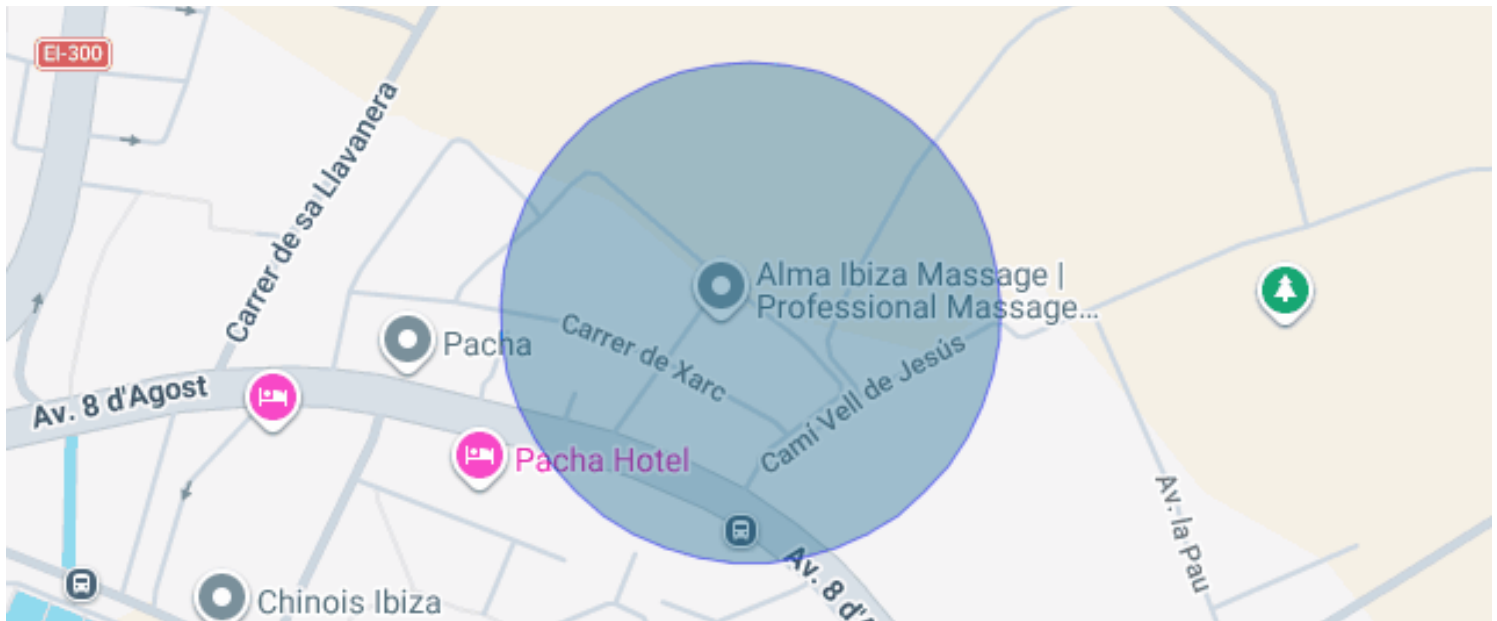 EI-300
Carrer de sa Llavanera
Alma Ibiza Massage |
Professional Massage...
Pacha
Carrer de Xarc
Camí Vell de Jesús
Av. 8 d'Agost
Pacha Hotel
Av. la Pau
Av. 8 d'A
Chinois Ibiza